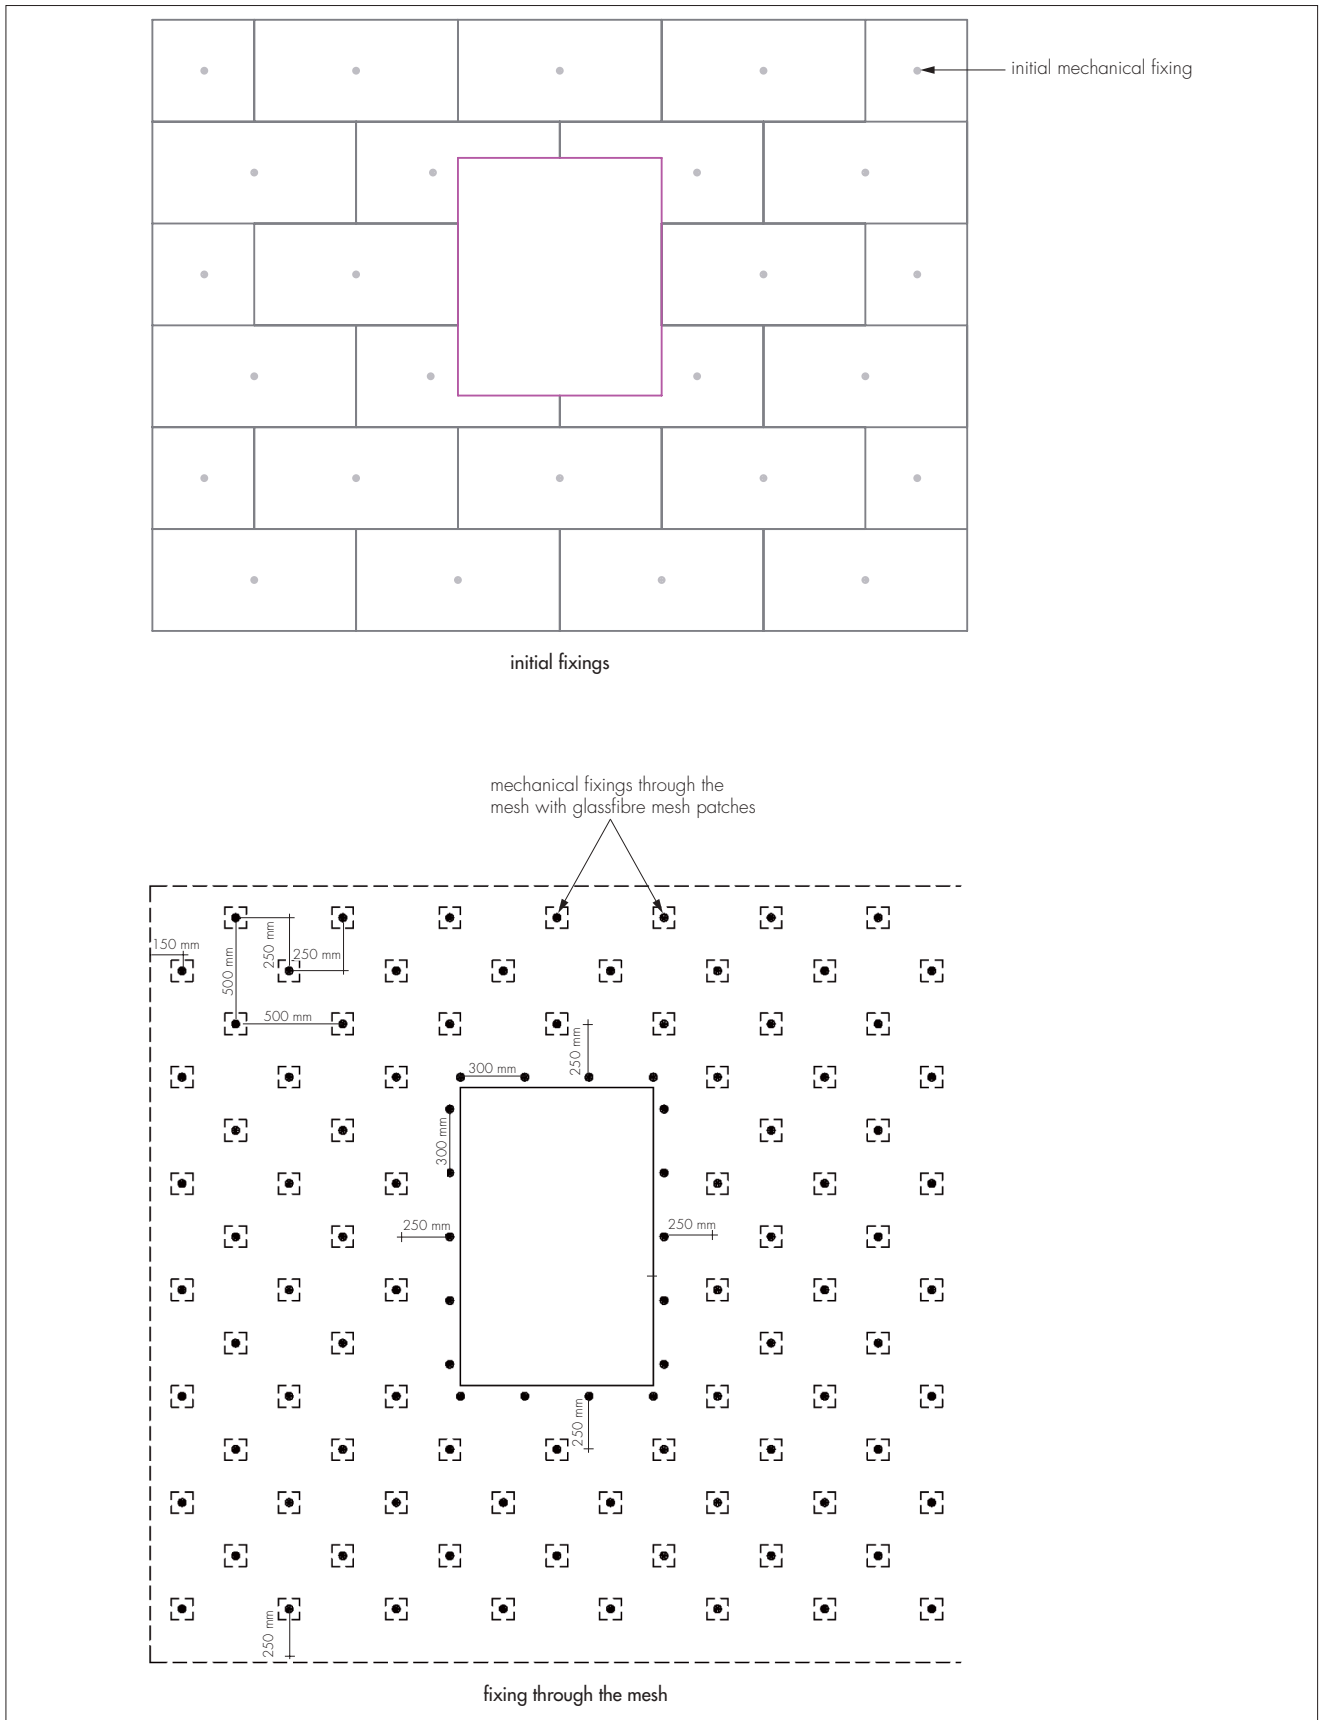 initial mechanical fixing
initial fixings
mechanical fixings through the
mesh with glassfibre mesh patches
150 mm
250 mm
250 mm
500 mm
500 mm
250 mm
300 mm
300 mm
250 mm
250 mm
250 mm
250 mm
fixing through the mesh